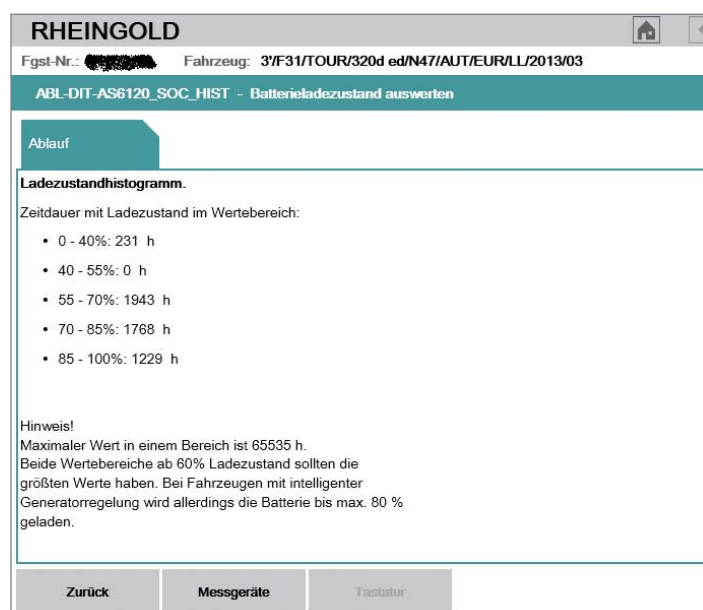 RHEINGOLD
Fgst-Nr.: Fahrzeug: 3'/F31/TOUR/320d ed/N47/AUT/EUR/LL/2013/03
ABL-DIT-AS6120_SOC_HIST - Batterieladezustand auswerten
Ablauf
Ladezustandhistogramm.
Zeitdauer mit Ladezustand im Wertebereich:
• 0 - 40%: 231 h
• 40 - 55%: 0 h
• 55 - 70%: 1943 h
• 70 - 85%: 1768 h
• 85 - 100%: 1229 h
Hinweis!
Maximaler Wert in einem Bereich ist 65535 h.
Beide Wertebereiche ab 60% Ladezustand sollten die
größten Werte haben. Bei Fahrzeugen mit intelligenter
Generatorregelung wird allerdings die Batterie bis max. 80 %
geladen.
Zurück Messgeräte Tastatur